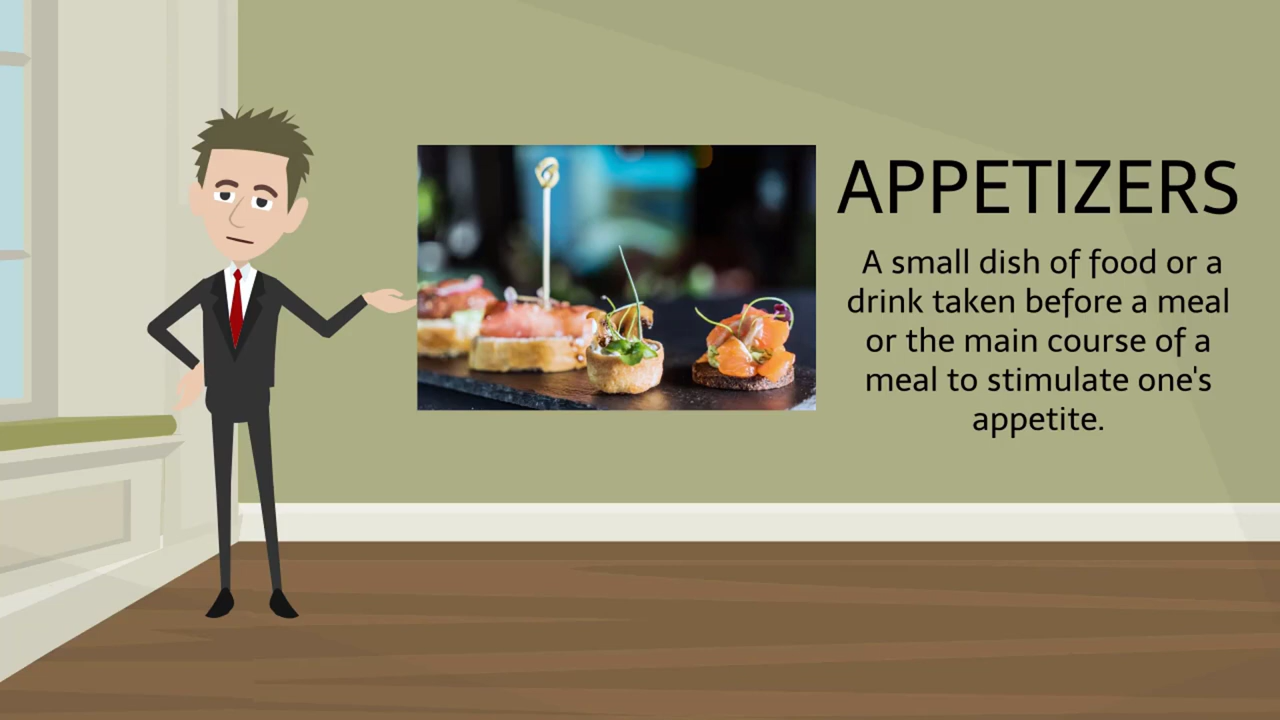 APPETIZERS
A small dish of food or a
drink taken before a meal
or the main course of a
meal to stimulate one's
appetite.